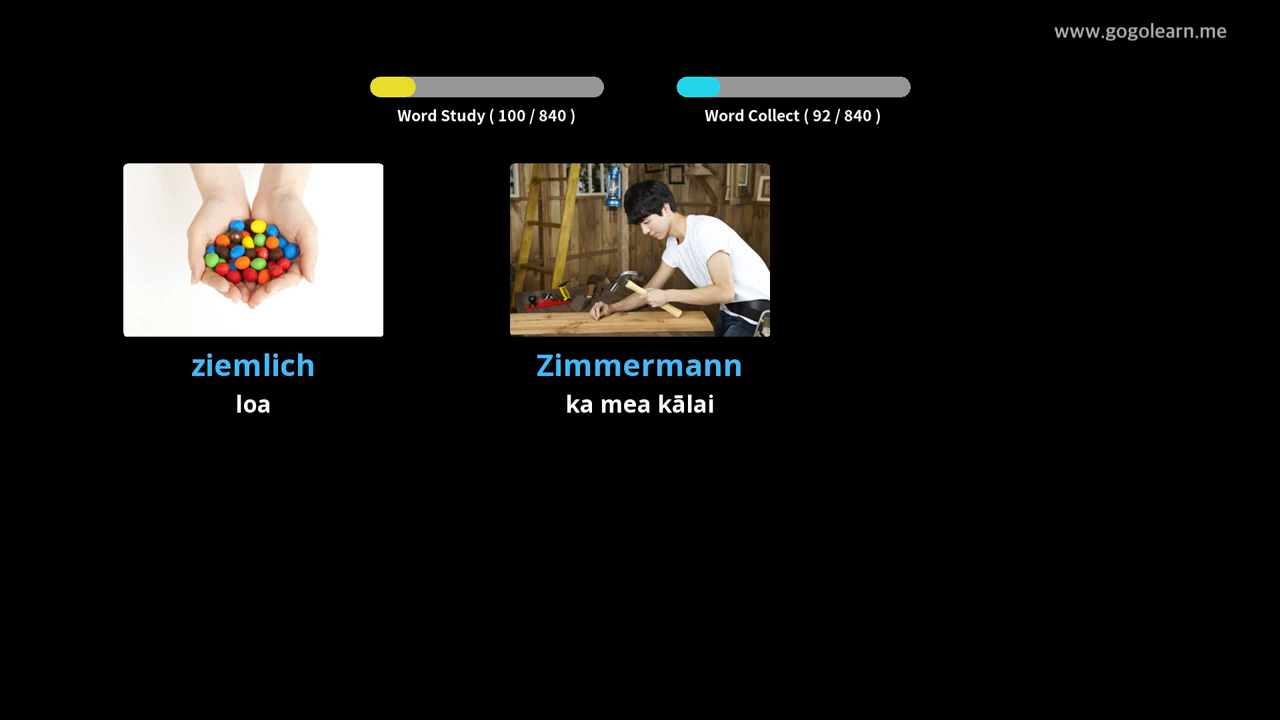 www.gogolearn.me
Word Study ( 100 / 840 )
Word Collect ( 92 / 840 )
ziemlich
loa
Zimmermann
ka mea kālai